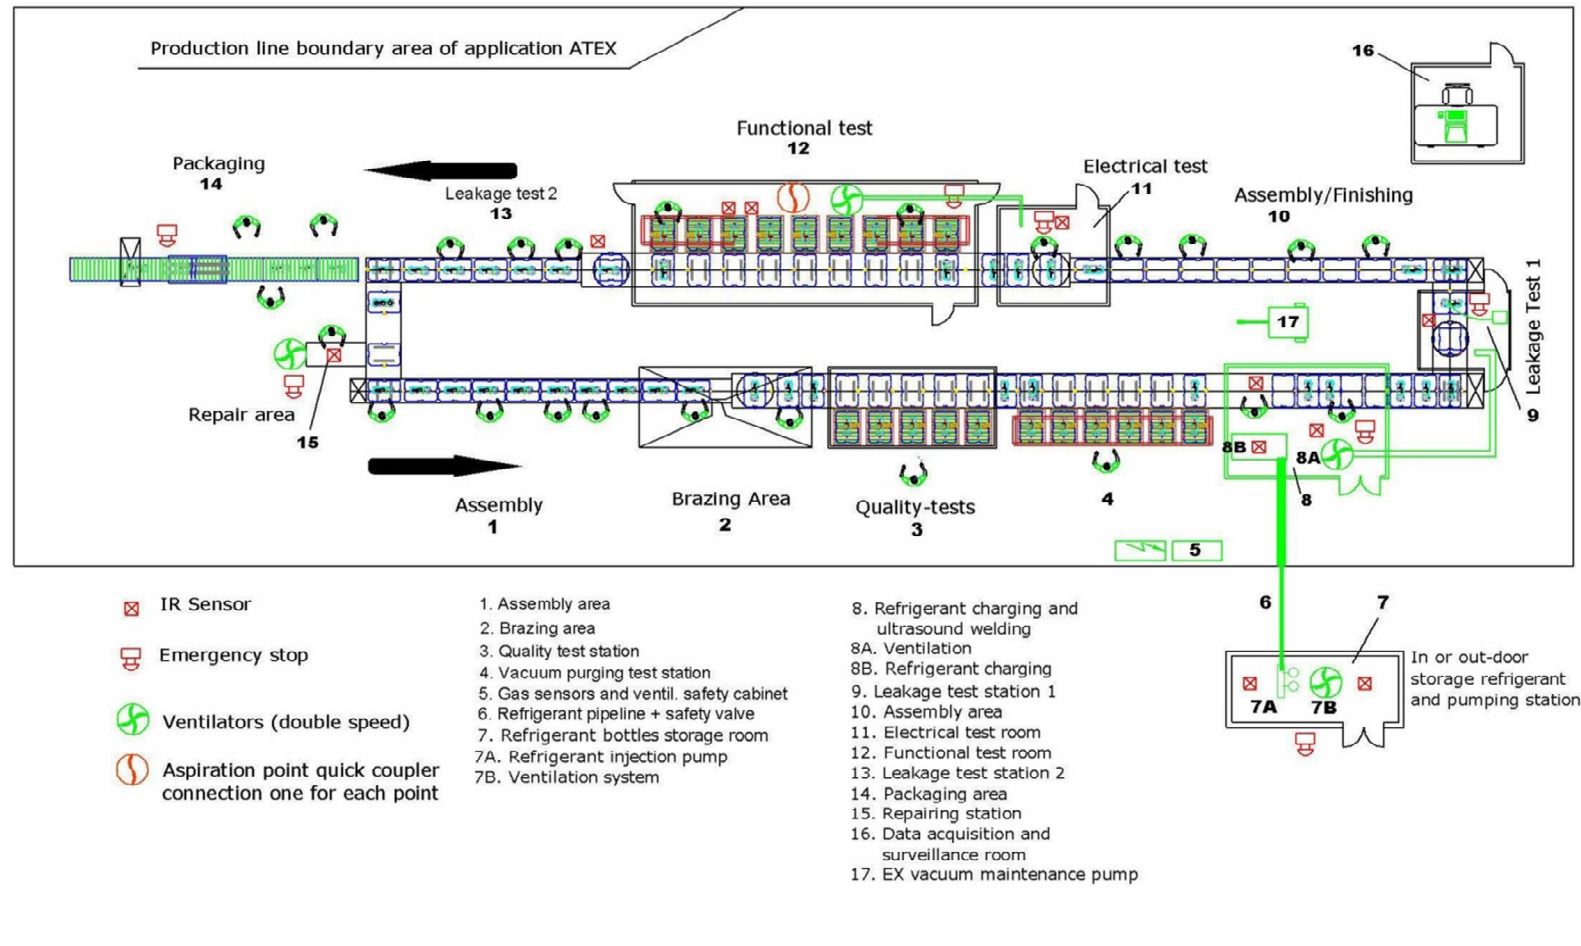 Production line boundary area of application ATEX
16
Functional test
12
Packaging
14
Leakage test 2
13
Electrical test
11
Assembly/Finishing
10
Leakage Test 1
9
17
Repair area
15
8B
8A
8
Assembly
1
Brazing Area
2
Quality-tests
3
4
5
6
7
7A
7B
In or out-door
storage refrigerant
and pumping station
IR Sensor
Emergency stop
Ventilators (double speed)
Aspiration point quick coupler
connection one for each point
1. Assembly area
2. Brazing area
3. Quality test station
4. Vacuum purging test station
5. Gas sensors and ventil. safety cabinet
6. Refrigerant pipeline + safety valve
7. Refrigerant bottles storage room
7A. Refrigerant injection pump
7B. Ventilation system
8. Refrigerant charging and
ultrasound welding
8A. Ventilation
8B. Refrigerant charging
9. Leakage test station 1
10. Assembly area
11. Electrical test room
12. Functional test room
13. Leakage test station 2
14. Packaging area
15. Repairing station
16. Data acquisition and
surveillance room
17. EX vacuum maintenance pump